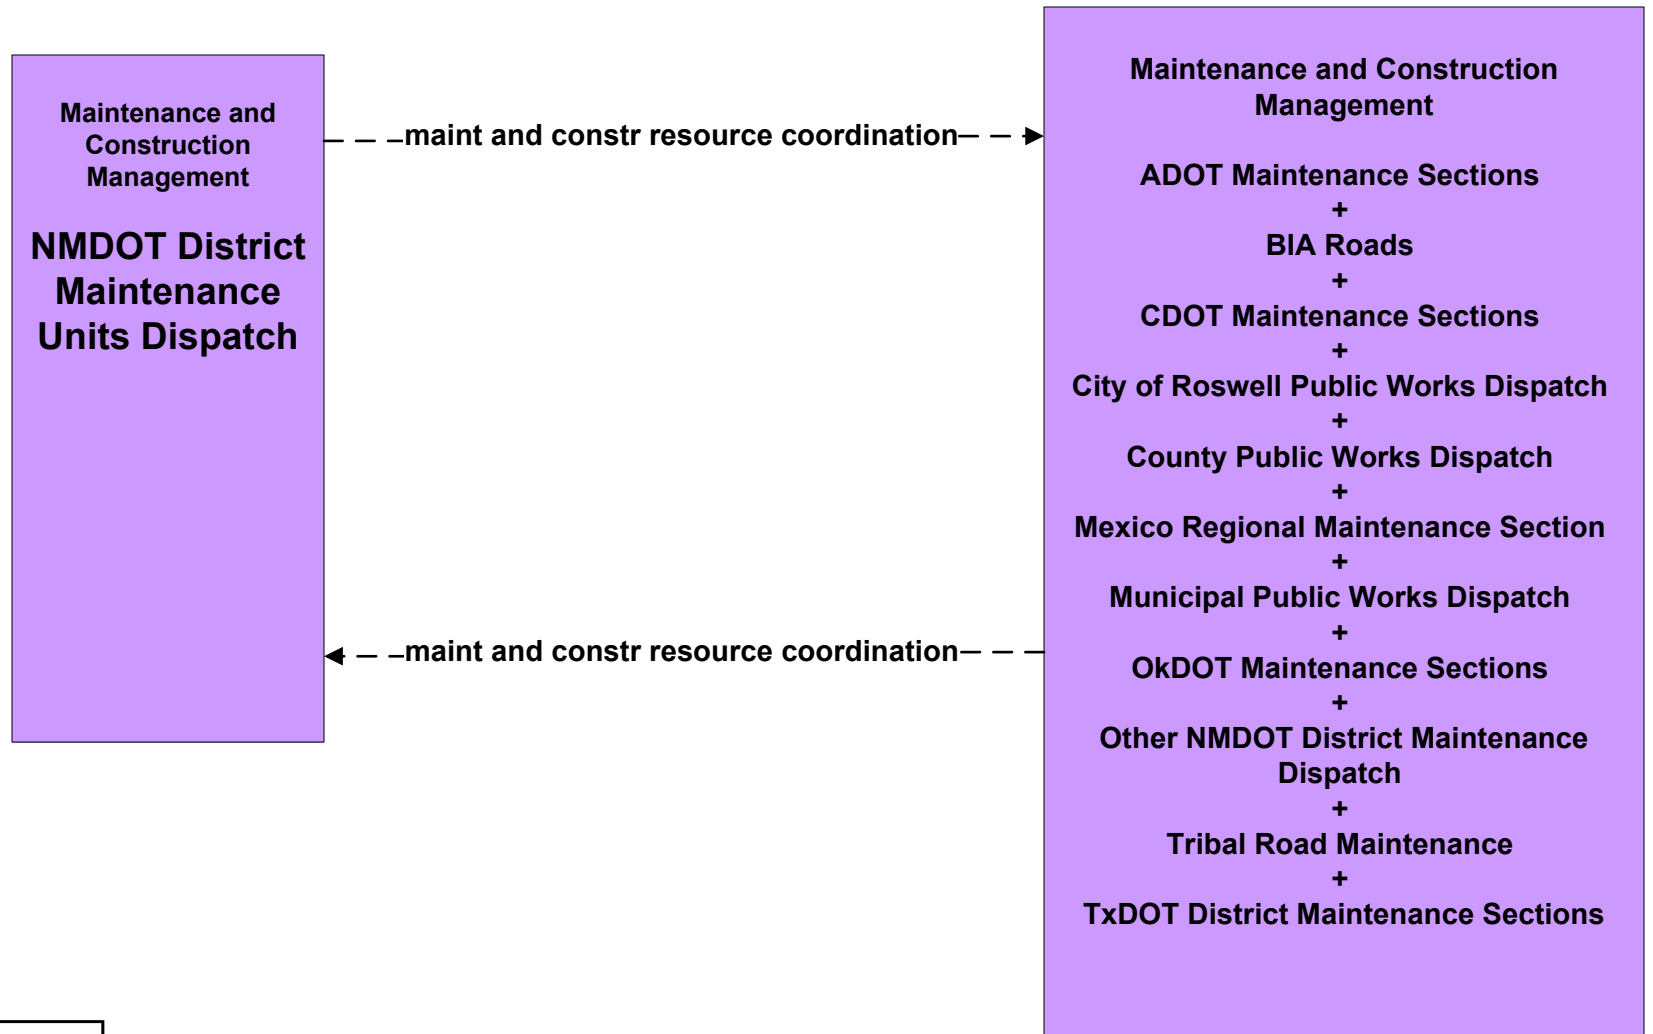 Maintenance and
Construction
Management
NMDOT District
Maintenance
Units Dispatch
maint and constr resource coordination
maint and constr resource coordination
Maintenance and Construction
Management
ADOT Maintenance Sections
+
BIA Roads
+
CDOT Maintenance Sections
+
City of Roswell Public Works Dispatch
+
County Public Works Dispatch
+
Mexico Regional Maintenance Section
+
Municipal Public Works Dispatch
+
OkDOT Maintenance Sections
+
Other NMDOT District Maintenance
Dispatch
+
Tribal Road Maintenance
+
TxDOT District Maintenance Sections